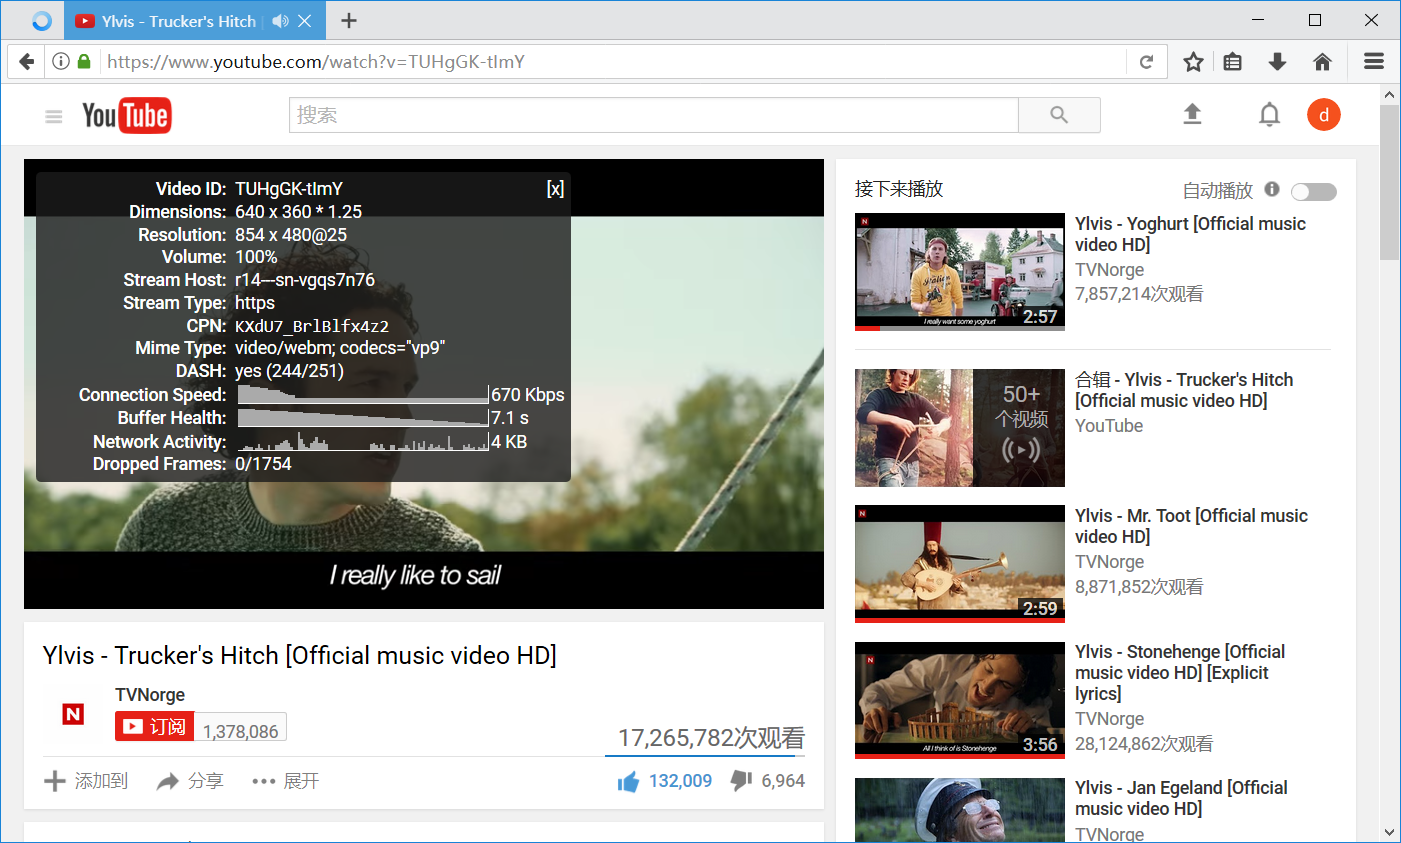 Ylvis - Trucker's Hitch
https://www.youtube.com/watch?v=TUHgGK-tImY
YouTube
搜索
d
Video ID: TUHgGK-tImY [x]
Dimensions: 640 x 360 * 1.25
Resolution: 854 x 480@25
Volume: 100%
Stream Host: r14---sn-vgqs7n76
Stream Type: https
CPN: KXdU7_BrlBlfx4z2
Mime Type: video/webm; codecs="vp9"
DASH: yes (244/251)
Connection Speed: 670 Kbps
Buffer Health: 7.1 s
Network Activity: 4 KB
Dropped Frames: 0/1754
I really like to sail
Ylvis - Trucker's Hitch [Official music video HD]
N
TVNorge
订阅 1,378,086
17,265,782次观看
添加到 分享 展开 132,009 6,964
接下来播放 自动播放
N
I really want some yoghurt
2:57
Ylvis - Yoghurt [Official music
video HD]
TVNorge
7,857,214次观看
50+
个视频
合辑 - Ylvis - Trucker's Hitch
[Official music video HD]
YouTube
N
2:59
Ylvis - Mr. Toot [Official music
video HD]
TVNorge
8,871,852次观看
N
All I think of is Stonehenge
3:56
Ylvis - Stonehenge [Official
music video HD] [Explicit
lyrics]
TVNorge
28,124,862次观看
Ylvis - Jan Egeland [Official
music video HD]
TVNorge